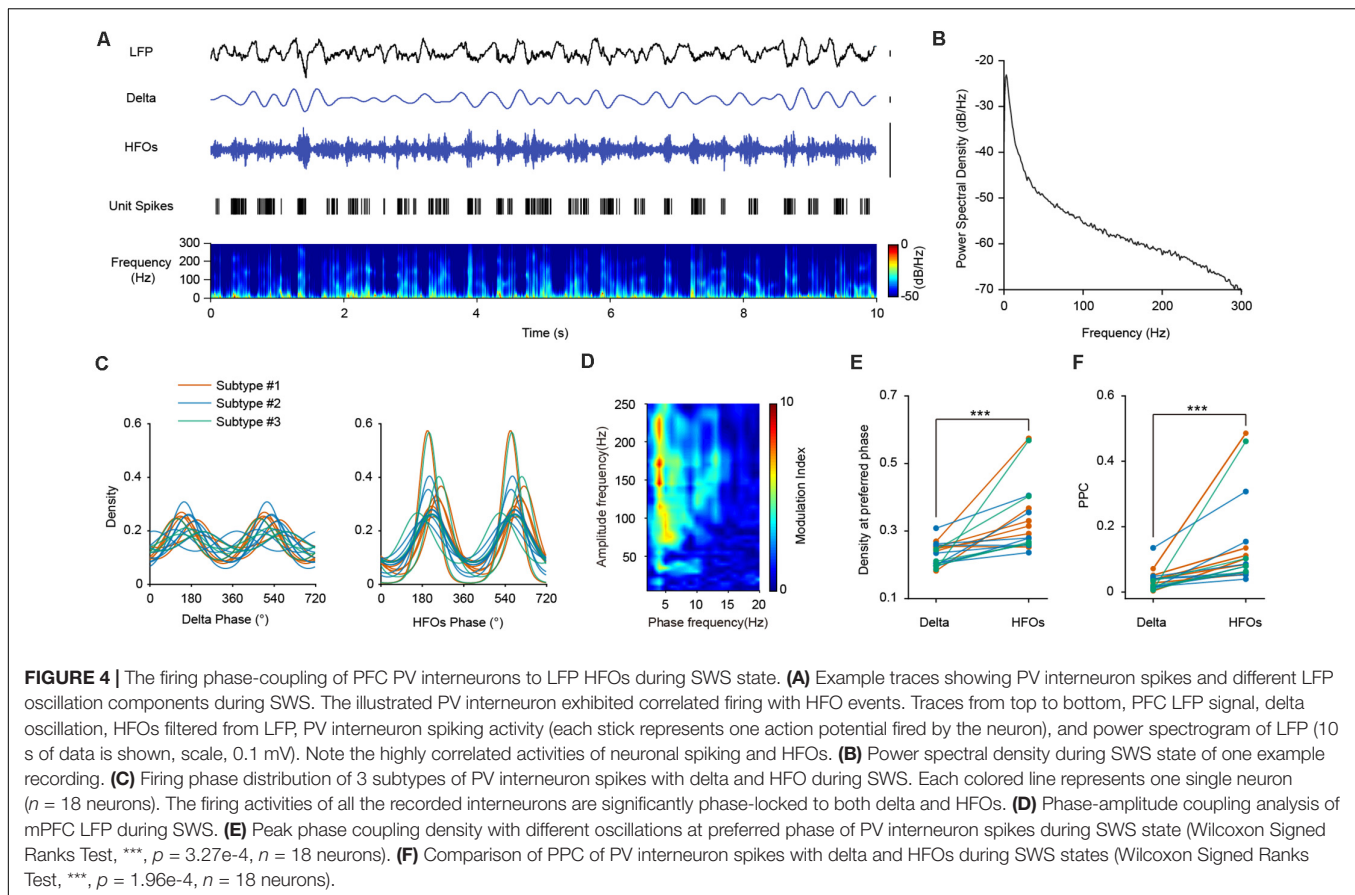 A
LFP
Delta
HFOs
Unit Spikes
Frequency
(Hz)
300
200
100
0
0
-50
(dB/Hz)
0
2
4
6
8
10
Time (s)
B
Power Spectral Density (dB/Hz)
-20
-30
-40
-50
-60
-70
0
100
200
300
Frequency (Hz)
C
Subtype #1
Subtype #2
Subtype #3
Density
0.6
0.4
0.2
0
0
180
360
540
720
Delta Phase (°)
0.6
0.4
0.2
0
0
180
360
540
720
HFOs Phase (°)
D
Amplitude frequency(Hz)
250
200
150
100
50
5
10
15
20
Phase frequency(Hz)
10
0
Modulation Index
E
Density at preferred phase
0.7
0.5
0.3
0.1
***
Delta
HFOs
F
PPC
0.6
0.4
0.2
0
***
Delta
HFOs
FIGURE 4 | The firing phase-coupling of PFC PV interneurons to LFP HFOs during SWS state. (A) Example traces showing PV interneuron spikes and different LFP
oscillation components during SWS. The illustrated PV interneuron exhibited correlated firing with HFO events. Traces from top to bottom, PFC LFP signal, delta
oscillation, HFOs filtered from LFP, PV interneuron spiking activity (each stick represents one action potential fired by the neuron), and power spectrogram of LFP (10
s of data is shown, scale, 0.1 mV). Note the highly correlated activities of neuronal spiking and HFOs. (B) Power spectral density during SWS state of one example
recording. (C) Firing phase distribution of 3 subtypes of PV interneuron spikes with delta and HFO during SWS. Each colored line represents one single neuron
(n = 18 neurons). The firing activities of all the recorded interneurons are significantly phase-locked to both delta and HFOs. (D) Phase-amplitude coupling analysis of
mPFC LFP during SWS. (E) Peak phase coupling density with different oscillations at preferred phase of PV interneuron spikes during SWS state (Wilcoxon Signed
Ranks Test, ***, p = 3.27e-4, n = 18 neurons). (F) Comparison of PPC of PV interneuron spikes with delta and HFOs during SWS states (Wilcoxon Signed Ranks
Test, ***, p = 1.96e-4, n = 18 neurons).